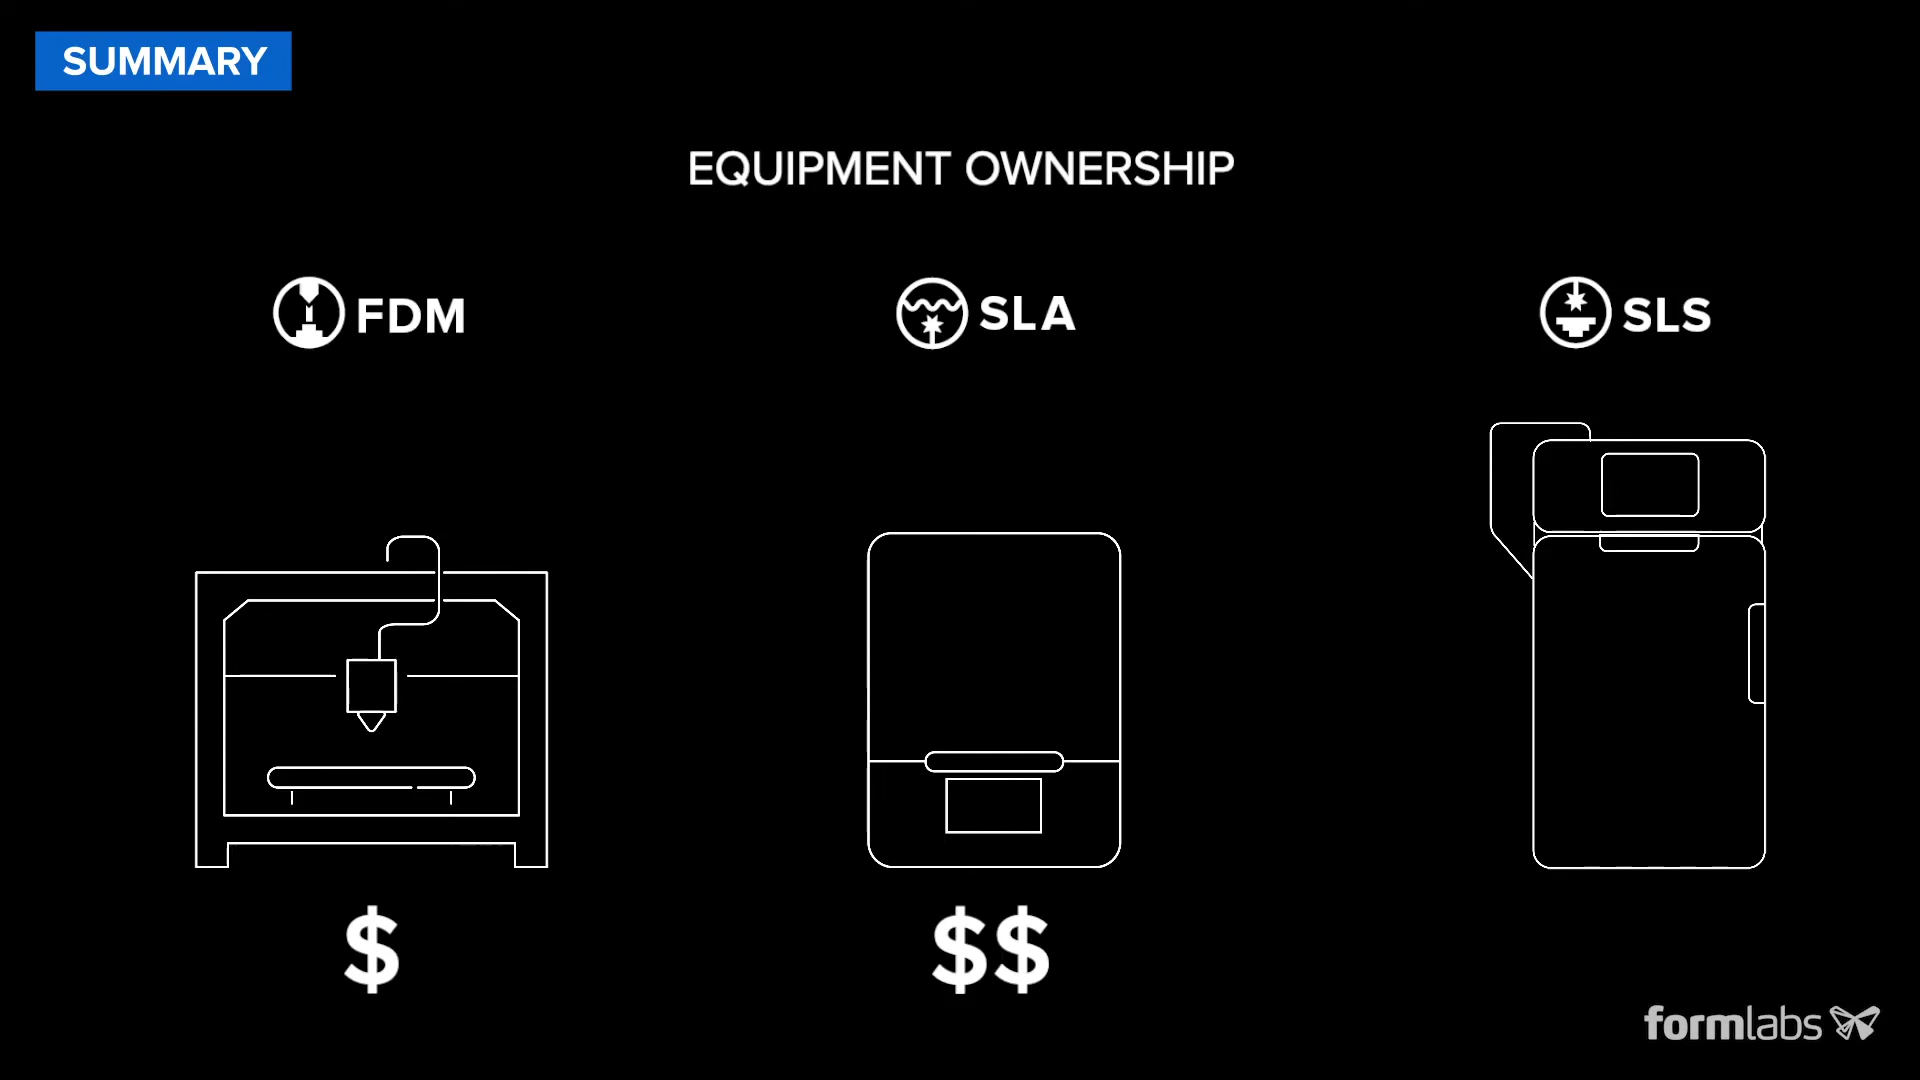 SUMMARY
EQUIPMENT OWNERSHIP
FDM
SLA
SLS
$
$$
formlabs